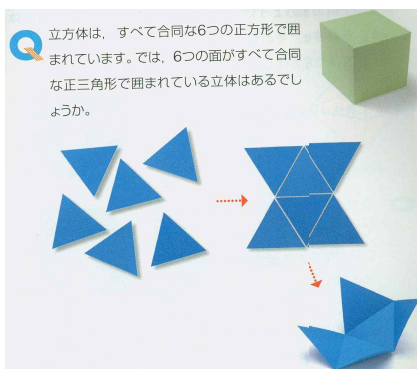 Q 立方体は，すべて合同な6つの正方形で囲
まれています。では，6つの面がすべて合同
な正三角形で囲まれている立体はあるでし
ょうか。